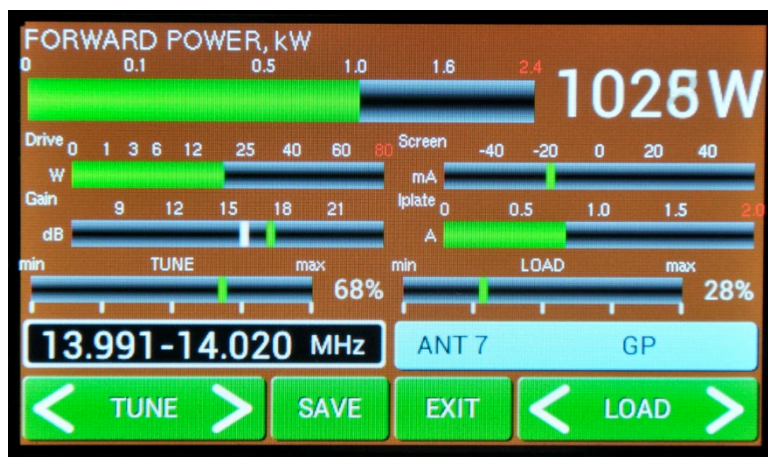 FORWARD POWER, kW
0 0.1 0.5 1.0 1.6 2.4
1028W
Drive 0 1 3 6 12 25 40 60 80
W
Screen -40 -20 0 20 40
mA
Gain 9 12 15 18 21
dB
Iplate 0 0.5 1.0 1.5 2.0
A
min TUNE max
68%
min LOAD max
28%
13.991-14.020 MHz
ANT 7 GP
TUNE SAVE EXIT LOAD